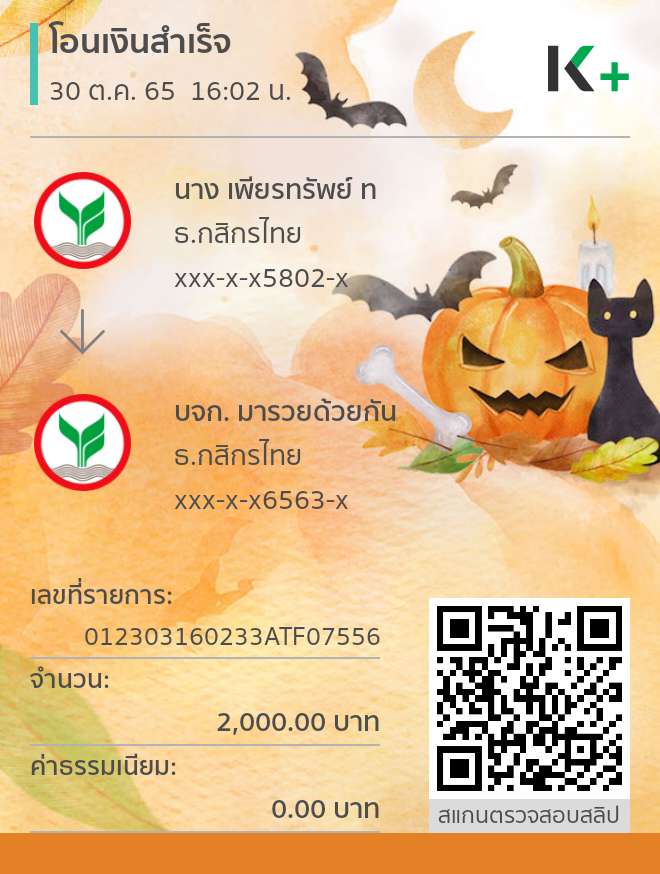 โอนเงินสำเร็จ
30 ต.ค. 65 16:02 น.
K+
นาง เพียรทรัพย์ ท
ธ.กสิกรไทย
xxx-x-x5802-x
บจก. มารวยด้วยกัน
ธ.กสิกรไทย
xxx-x-x6563-x
เลขที่รายการ:
012303160233ATF07556
จำนวน:
2,000.00 บาท
ค่าธรรมเนียม:
0.00 บาท
สแกนตรวจสอบสลิป